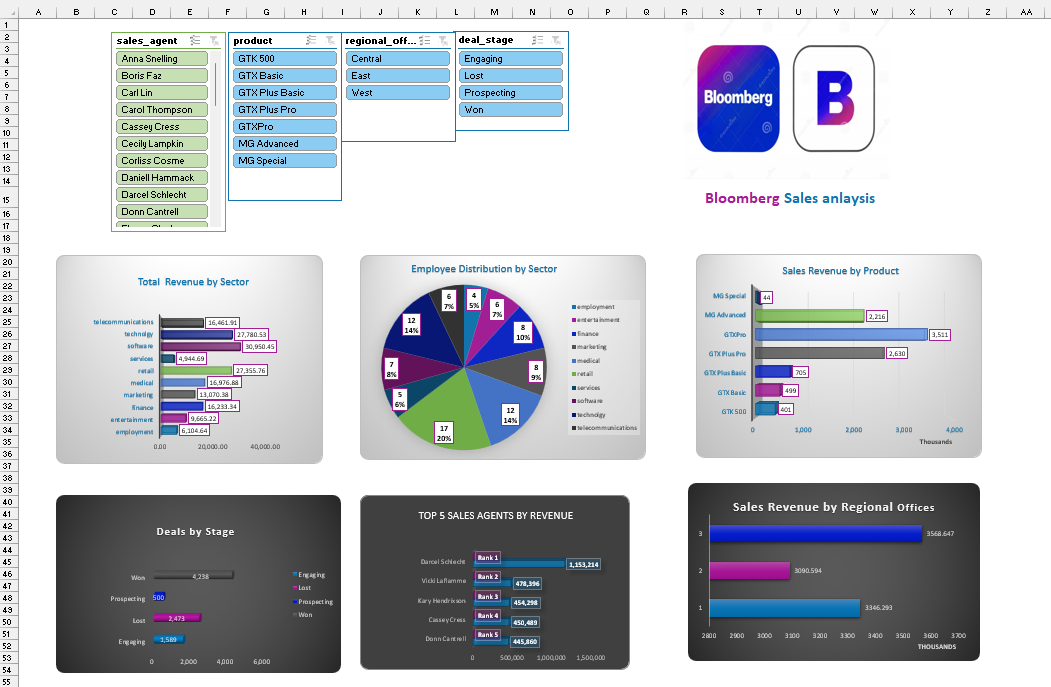 A B C D E F G H I J K L M N O P Q R S T U V W X Y Z AA
1
2
3
4
5
6
7
8
9
10
11
12
13
14
15
16
17
18
19
20
21
22
23
24
25
26
27
28
29
30
31
32
33
34
35
36
37
38
39
40
41
42
43
44
45
46
47
48
49
50
51
52
53
54
55
sales_agent
Anna Snelling
Boris Faz
Carl Lin
Carol Thompson
Cassey Cress
Cecily Lampkin
Corliss Cosme
Daniell Hammack
Darcel Schlecht
Donn Cantrell
product
GTK 500
GTX Basic
GTX Plus Basic
GTX Plus Pro
GTXPro
MG Advanced
MG Special
regional_off...
Central
East
West
deal_stage
Engaging
Lost
Prospecting
Won
Bloomberg
B
Bloomberg Sales anlaysis
Total Revenue by Sector
telecommunications 16,461.91
technolgy 27,780.53
software 30,950.45
services 4,944.69
retail 27,355.76
medical 16,976.88
marketing 13,070.38
finance 16,233.34
entertainment 9,665.22
employment 6,104.64
0.00 20,000.00 40,000.00
Employee Distribution by Sector
4
5%
6
7%
8
10%
8
9%
12
14%
17
20%
5
6%
7
8%
12
14%
6
7%
employment
entertainment
finance
marketing
medical
retail
services
software
technolgy
telecommunications
Sales Revenue by Product
MG Special 44
MG Advanced 2,216
GTXPro 3,511
GTX Plus Pro 2,630
GTX Plus Basic 705
GTX Basic 499
GTK 500 401
0 1,000 2,000 3,000 4,000
Thousands
Deals by Stage
Won 4,238
Prospecting 500
Lost 2,473
Engaging 1,589
0 2,000 4,000 6,000
Engaging
Lost
Prospecting
Won
TOP 5 SALES AGENTS BY REVENUE
Darcel Schlecht Rank 1 1,153,214
Vicki Laflamme Rank 2 478,396
Kary Hendrixson Rank 3 454,298
Cassey Cress Rank 4 450,489
Donn Cantrell Rank 5 445,860
0 500,000 1,000,000 1,500,000
Sales Revenue by Regional Offices
3 3568.647
2 3090.594
1 3346.293
2800 2900 3000 3100 3200 3300 3400 3500 3600 3700
THOUSANDS